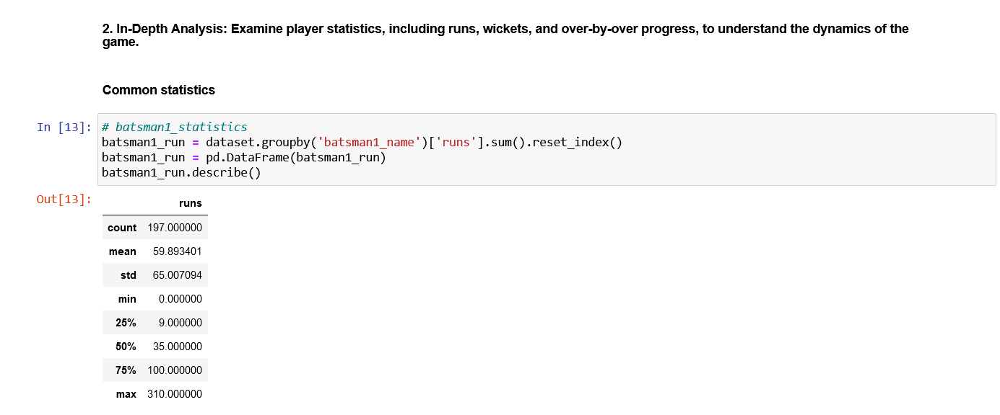 2. In-Depth Analysis: Examine player statistics, including runs, wickets, and over-by-over progress, to understand the dynamics of the
game.
Common statistics
In [13]: # batsman1_statistics
batsman1_run = dataset.groupby('batsman1_name')['runs'].sum().reset_index()
batsman1_run = pd.DataFrame(batsman1_run)
batsman1_run.describe()
Out[13]:
runs
count 197.000000
mean 59.893401
std 65.007094
min 0.000000
25% 9.000000
50% 35.000000
75% 100.000000
max 310.000000